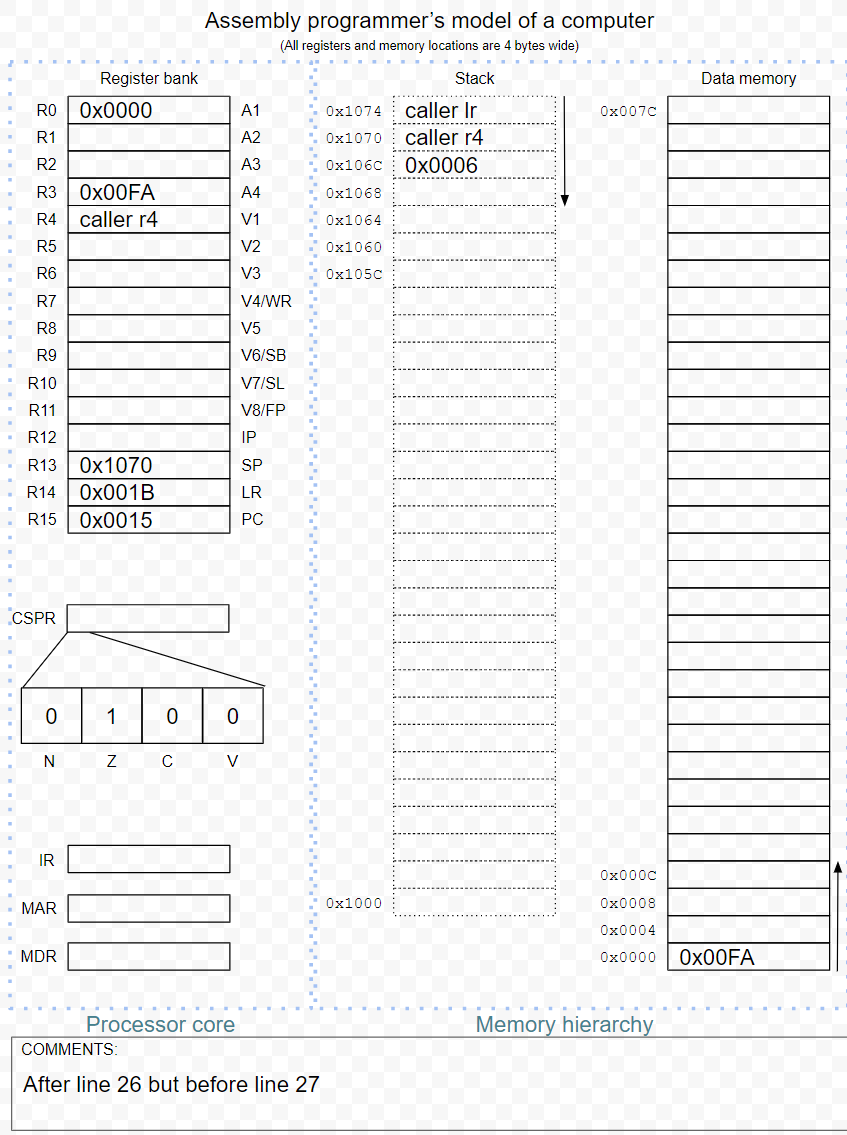 Assembly programmer’s model of a computer
(All registers and memory locations are 4 bytes wide)
Register bank Stack Data memory
R0 0x0000 A1 0x1074 caller lr 0x007C
R1 A2 0x1070 caller r4
R2 A3 0x106C 0x0006
R3 0x00FA A4 0x1068
R4 caller r4 V1 0x1064
R5 V2 0x1060
R6 V3 0x105C
R7 V4/WR
R8 V5
R9 V6/SB
R10 V7/SL
R11 V8/FP
R12 IP
R13 0x1070 SP
R14 0x001B LR
R15 0x0015 PC
CSPR
0 1 0 0
N Z C V
IR 0x000C
MAR 0x1000 0x0008
0x0004
MDR 0x0000 0x00FA
Processor core Memory hierarchy
COMMENTS:
After line 26 but before line 27